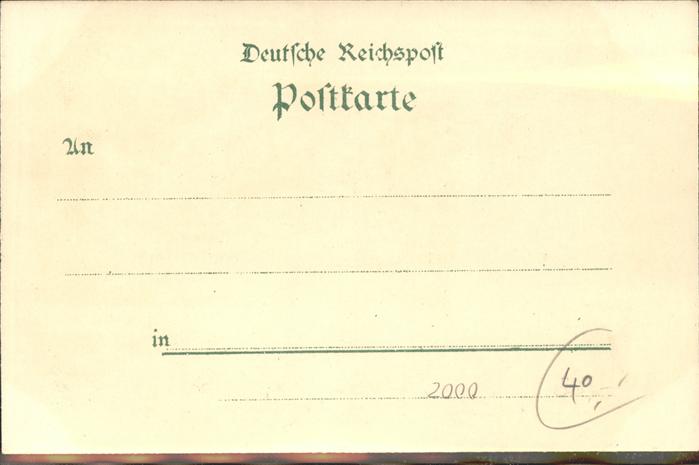 Deutſche Reichspoſt
Poſtkarte
An
in
2000
40,-